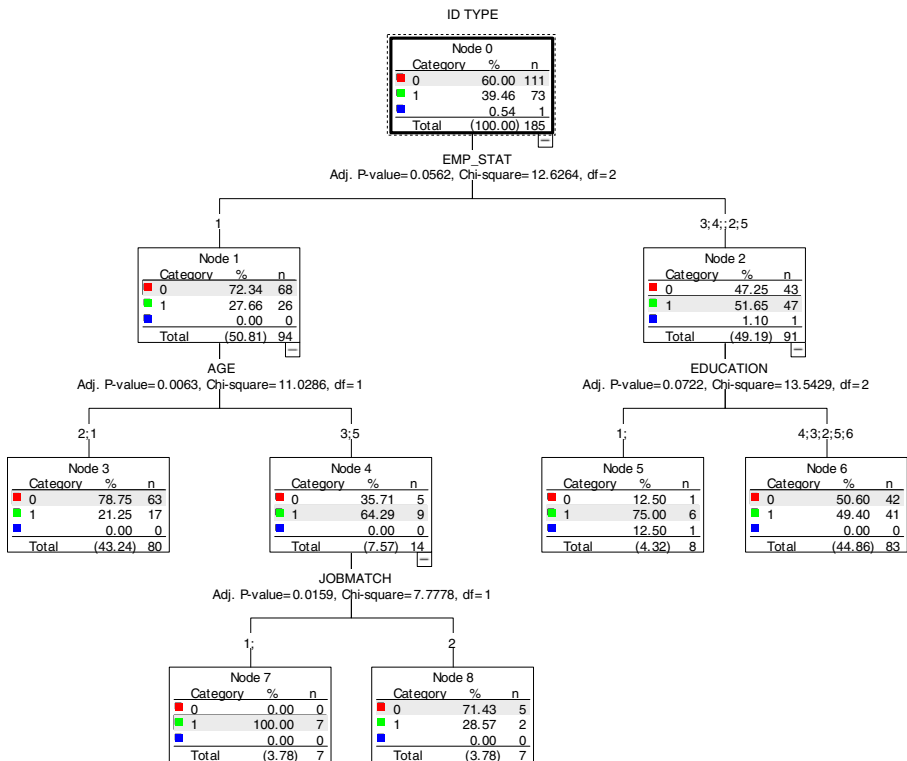 ID TYPE
Node 0
Category % n
0 60.00 111
1 39.46 73
0.54 1
Total (100.00) 185
EMP_STAT
Adj. P-value=0.0562, Chi-square=12.6264, df=2
1
3;4;;2;5
Node 1
Category % n
0 72.34 68
1 27.66 26
0.00 0
Total (50.81) 94
Node 2
Category % n
0 47.25 43
1 51.65 47
1.10 1
Total (49.19) 91
AGE
Adj. P-value=0.0063, Chi-square=11.0286, df=1
EDUCATION
Adj. P-value=0.0722, Chi-square=13.5429, df=2
2;1
3;5
1;
4;3;2;5;6
Node 3
Category % n
0 78.75 63
1 21.25 17
0.00 0
Total (43.24) 80
Node 4
Category % n
0 35.71 5
1 64.29 9
0.00 0
Total (7.57) 14
Node 5
Category % n
0 12.50 1
1 75.00 6
12.50 1
Total (4.32) 8
Node 6
Category % n
0 50.60 42
1 49.40 41
0.00 0
Total (44.86) 83
JOBMATCH
Adj. P-value=0.0159, Chi-square=7.7778, df=1
1;
2
Node 7
Category % n
0 0.00 0
1 100.00 7
0.00 0
Total (3.78) 7
Node 8
Category % n
0 71.43 5
1 28.57 2
0.00 0
Total (3.78) 7